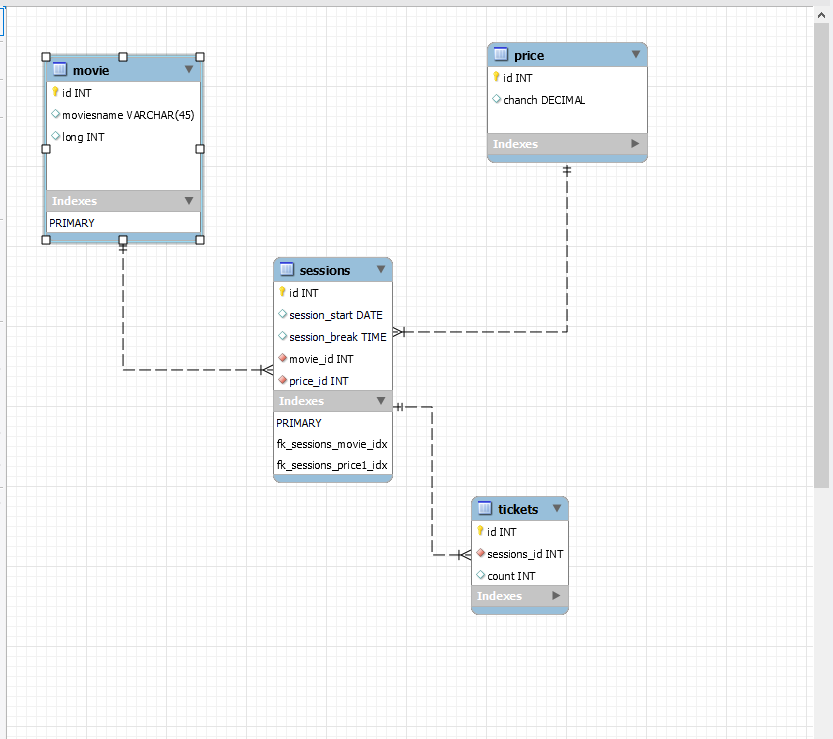 movie
id INT
moviesname VARCHAR(45)
long INT
Indexes
PRIMARY
price
id INT
chanch DECIMAL
Indexes
sessions
id INT
session_start DATE
session_break TIME
movie_id INT
price_id INT
Indexes
PRIMARY
fk_sessions_movie_idx
fk_sessions_price1_idx
tickets
id INT
sessions_id INT
count INT
Indexes